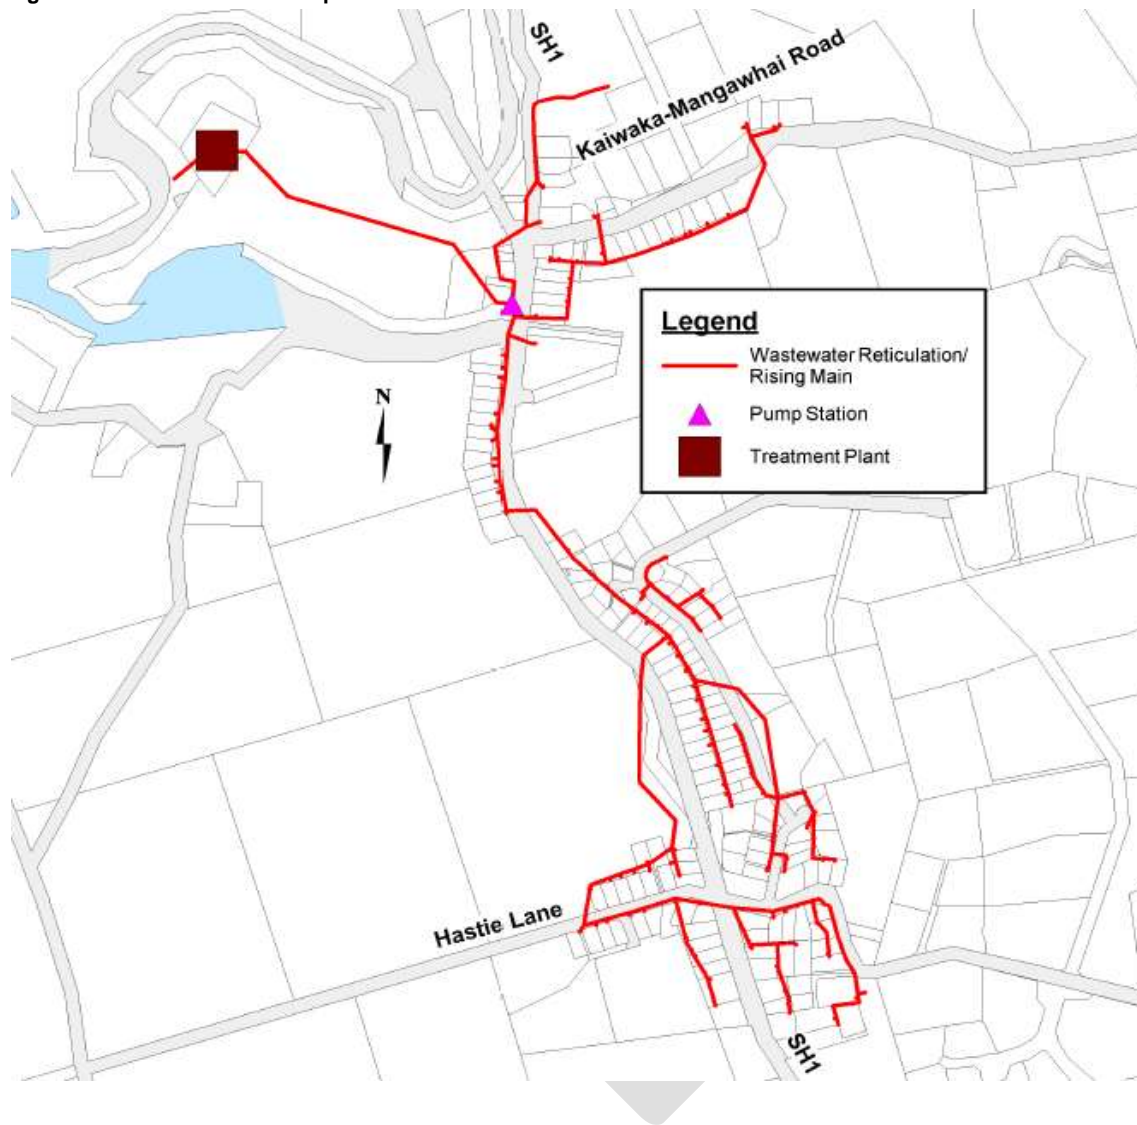 SH1
Kaiwaka-Mangawhai Road
Legend
Wastewater Reticulation/
Rising Main
N
Pump Station
Treatment Plant
Hastie Lane
SH1